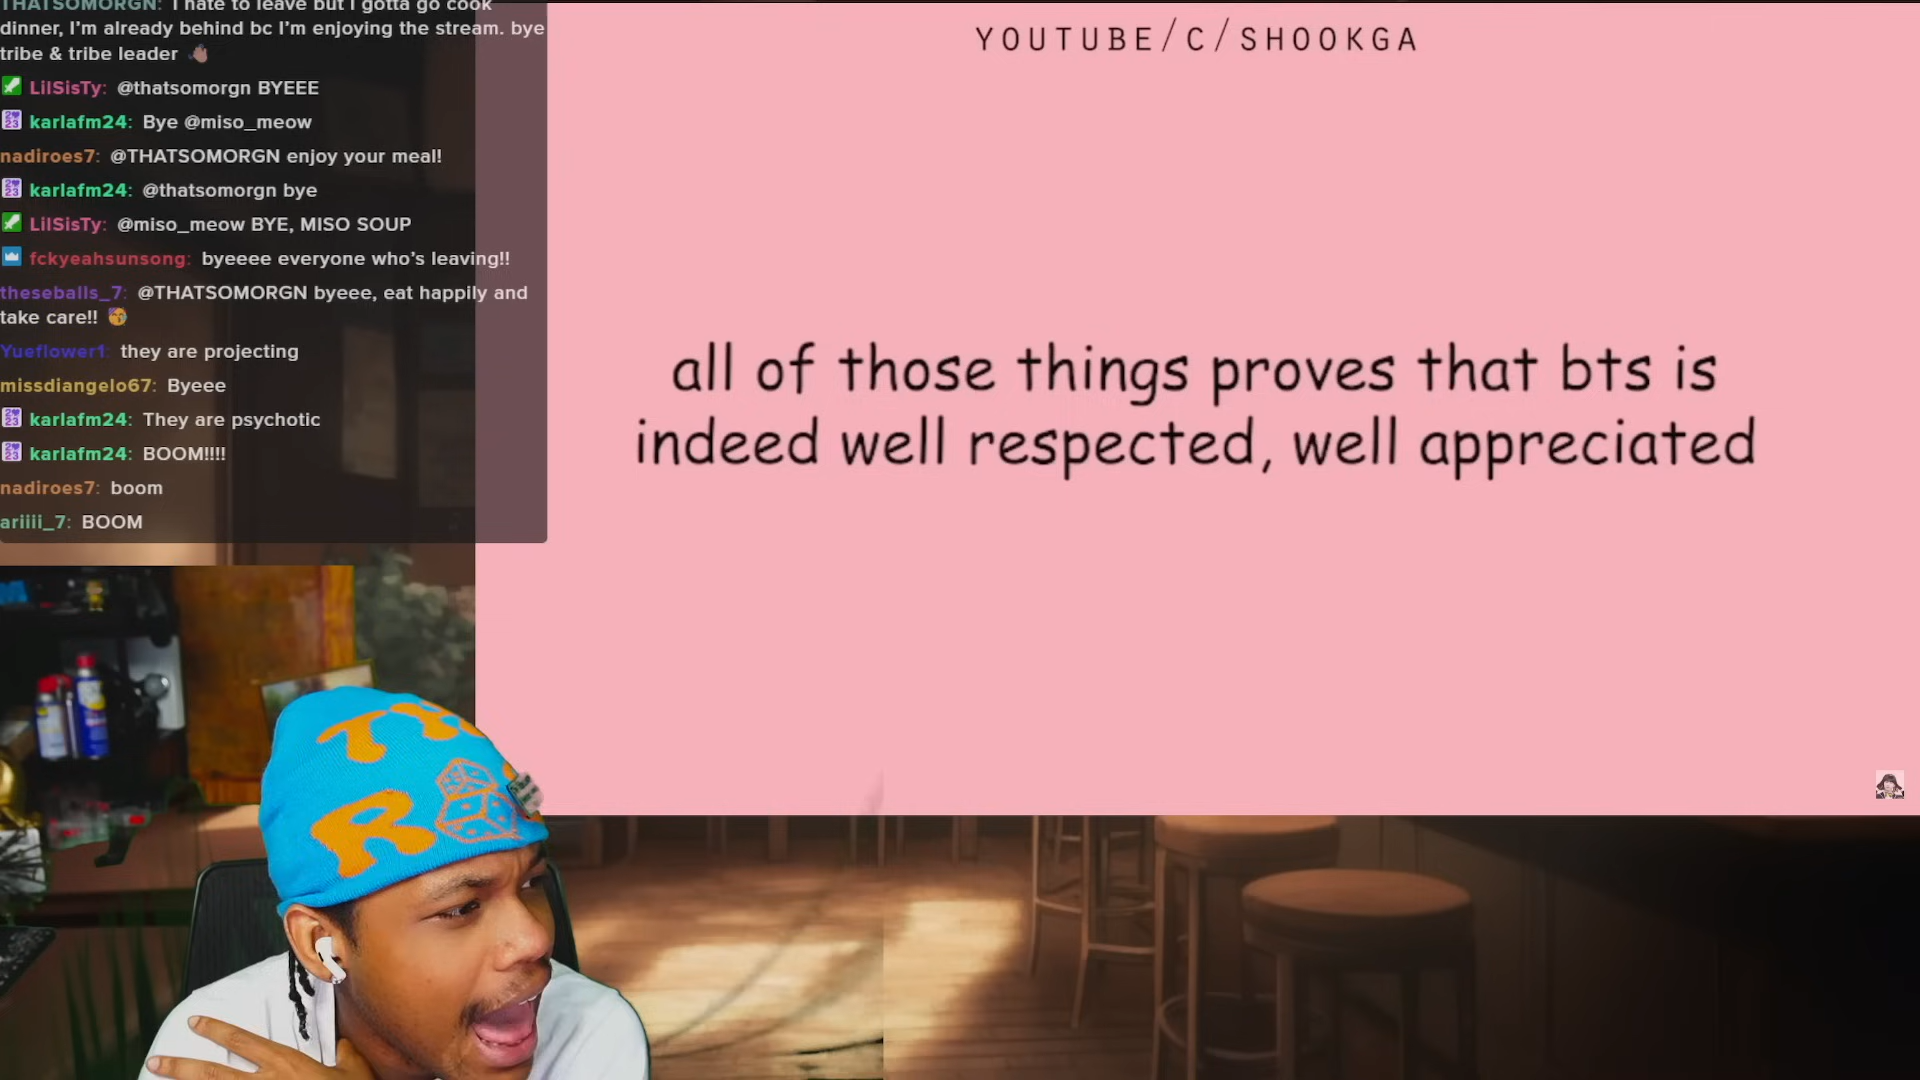 THATSOMORGN: I hate to leave but I gotta go cook
dinner, I’m already behind bc I’m enjoying the stream. bye
tribe & tribe leader
LilSisTy: @thatsomorgn BYEEE
karlafm24: Bye @miso_meow
nadiroes7: @THATSOMORGN enjoy your meal!
karlafm24: @thatsomorgn bye
LilSisTy: @miso_meow BYE, MISO SOUP
fckyeahsunsong: byeeee everyone who’s leaving!!
theseballs_7: @THATSOMORGN byeee, eat happily and
take care!!
Yueflower1: they are projecting
missdiangelo67: Byeee
karlafm24: They are psychotic
karlafm24: BOOM!!!!
nadiroes7: boom
ariiii_7: BOOM
YOUTUBE/C/SHOOKGA
all of those things proves that bts is
indeed well respected, well appreciated